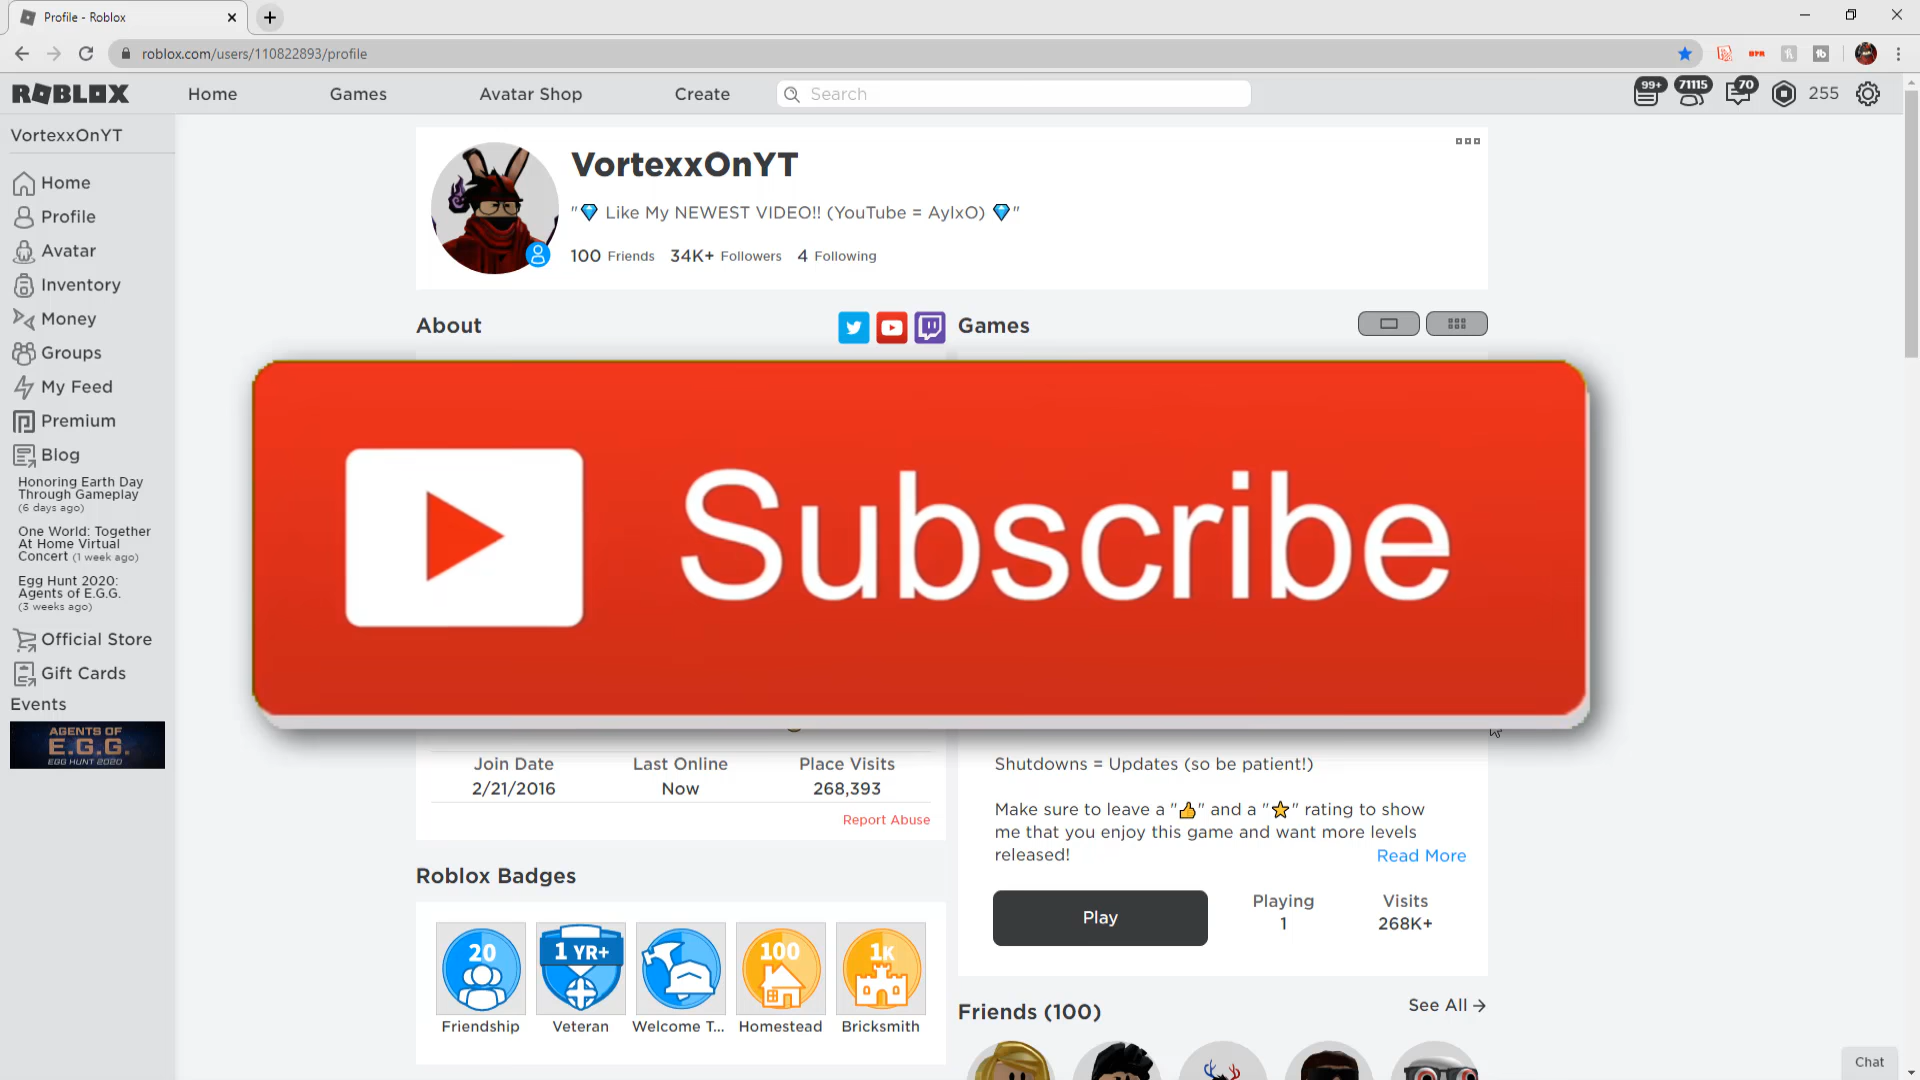 Profile - Roblox
roblox.com/users/110822893/profile
ROBLOX
Home
Games
Avatar Shop
Create
Search
99+
71115
70
255
VortexxOnYT
Home
Profile
Avatar
Inventory
Money
Groups
My Feed
Premium
Blog
Honoring Earth Day
Through Gameplay
(6 days ago)
One World: Together
At Home Virtual
Concert (1 week ago)
Egg Hunt 2020:
Agents of E.G.G.
(3 weeks ago)
Official Store
Gift Cards
Events
AGENTS OF
E.G.G.
EGG HUNT 2020
VortexxOnYT
"💎 Like My NEWEST VIDEO!! (YouTube = AylxO) 💎"
100 Friends 34K+ Followers 4 Following
About
Games
Subscribe
Join Date
Last Online
Place Visits
2/21/2016
Now
268,393
Report Abuse
Shutdowns = Updates (so be patient!)
Make sure to leave a "👍" and a "⭐" rating to show
me that you enjoy this game and want more levels
released!
Read More
Play
Playing
1
Visits
268K+
Roblox Badges
20
1 YR+
100
1K
Friendship
Veteran
Welcome T...
Homestead
Bricksmith
Friends (100)
See All →
Chat